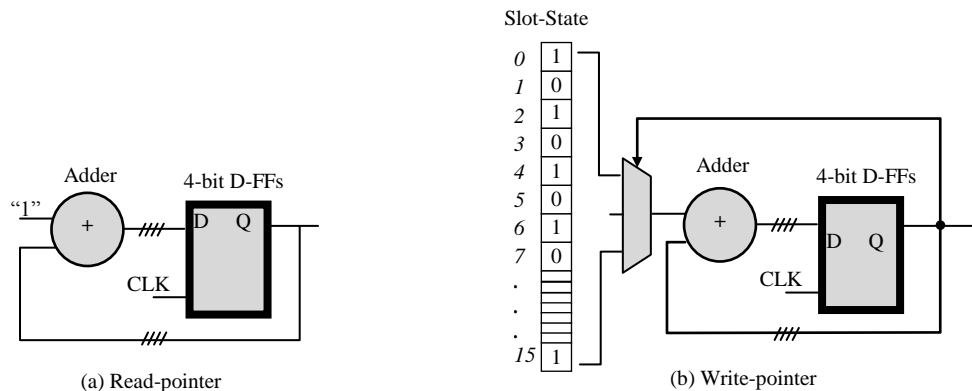 Slot-State
0 1
1 0
2 1
3 0
4 1
5 0
6 1
7 0
.
.
.
15 1
Adder
4-bit D-FFs
“1”
+
D Q
CLK
(a) Read-pointer
Adder
4-bit D-FFs
+
D Q
CLK
(b) Write-pointer